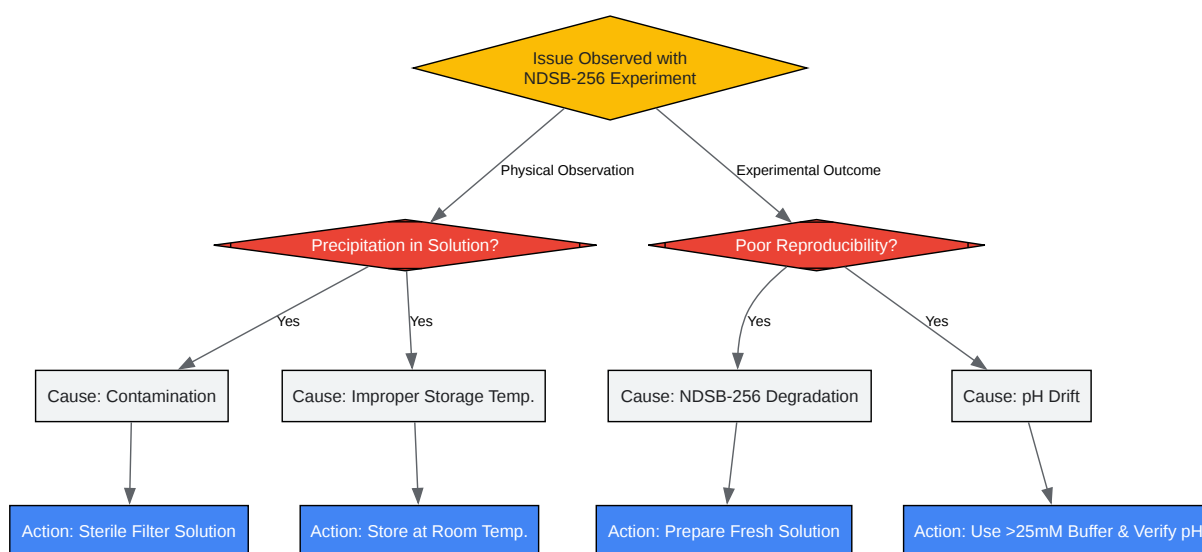 Issue Observed with
NDSB-256 Experiment
Physical Observation
Experimental Outcome
Precipitation in Solution?
Poor Reproducibility?
Yes
Yes
Yes
Yes
Cause: Contamination
Cause: Improper Storage Temp.
Cause: NDSB-256 Degradation
Cause: pH Drift
Action: Sterile Filter Solution
Action: Store at Room Temp.
Action: Prepare Fresh Solution
Action: Use >25mM Buffer & Verify pH